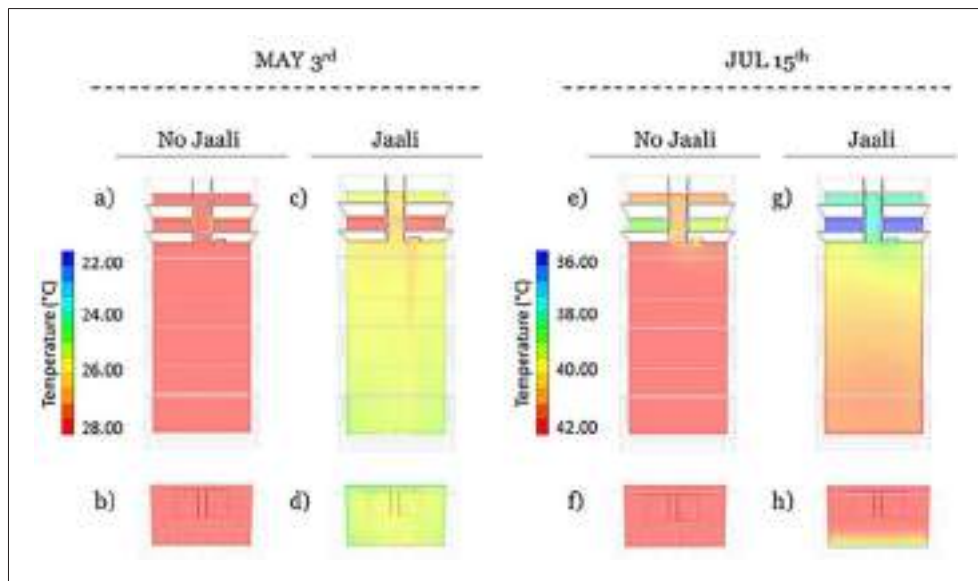 MAY 3rd
JUL 15th
No Jaali
Jaali
No Jaali
Jaali
a)
c)
e)
g)
Temperature (°C)
22.00
24.00
26.00
28.00
Temperature (°C)
36.00
38.00
40.00
42.00
b)
d)
f)
h)